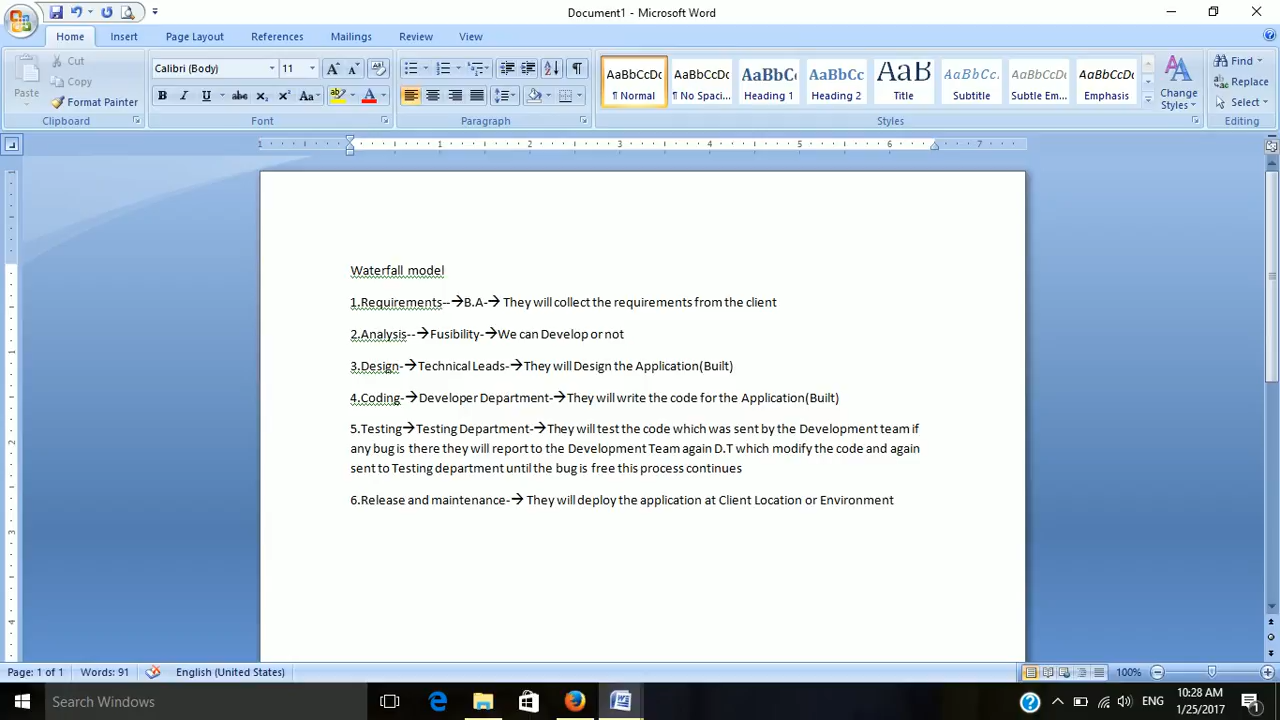 Document1 - Microsoft Word
Home Insert Page Layout References Mailings Review View
Paste
Cut
Copy
Format Painter
Clipboard
Calibri (Body) 11
Font
Paragraph
AaBbCcDc AaBbCcDc AaBbC AaBbCc AaB AaBbCc. AaBbCcDc AaBbCcDc
¶ Normal ¶ No Spaci... Heading 1 Heading 2 Title Subtitle Subtle Em... Emphasis
Change
Styles
Styles
Find
Replace
Select
Editing
1 1 2 3 4 5 6 7
Waterfall model
1.Requirements--→B.A-→ They will collect the requirements from the client
2.Analysis--→Fusibility-→We can Develop or not
3.Design-→Technical Leads-→They will Design the Application(Built)
4.Coding-→Developer Department-→They will write the code for the Application(Built)
5.Testing→Testing Department-→They will test the code which was sent by the Development team if
any bug is there they will report to the Development Team again D.T which modify the code and again
sent to Testing department until the bug is free this process continues
6.Release and maintenance-→ They will deploy the application at Client Location or Environment
Page: 1 of 1 Words: 91 English (United States) 100%
Search Windows
ENG
10:28 AM
1/25/2017